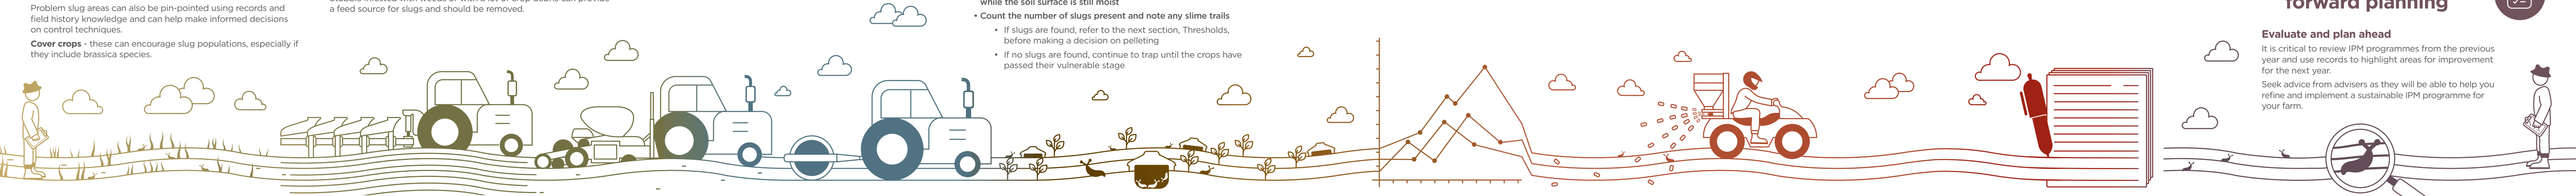 Problem slug areas can also be pin-pointed using records and
field history knowledge and can help make informed decisions
on control techniques.
Cover crops - these can encourage slug populations, especially if
they include brassica species.
a feed source for slugs and should be removed.
while the soil surface is still moist
• Count the number of slugs present and note any slime trails
• If slugs are found, refer to the next section, Thresholds,
before making a decision on pelleting
• If no slugs are found, continue to trap until the crops have
passed their vulnerable stage
forward planning
Evaluate and plan ahead
It is critical to review IPM programmes from the previous
year and use records to highlight areas for improvement
for the next year.
Seek advice from advisers as they will be able to help you
refine and implement a sustainable IPM programme for
your farm.